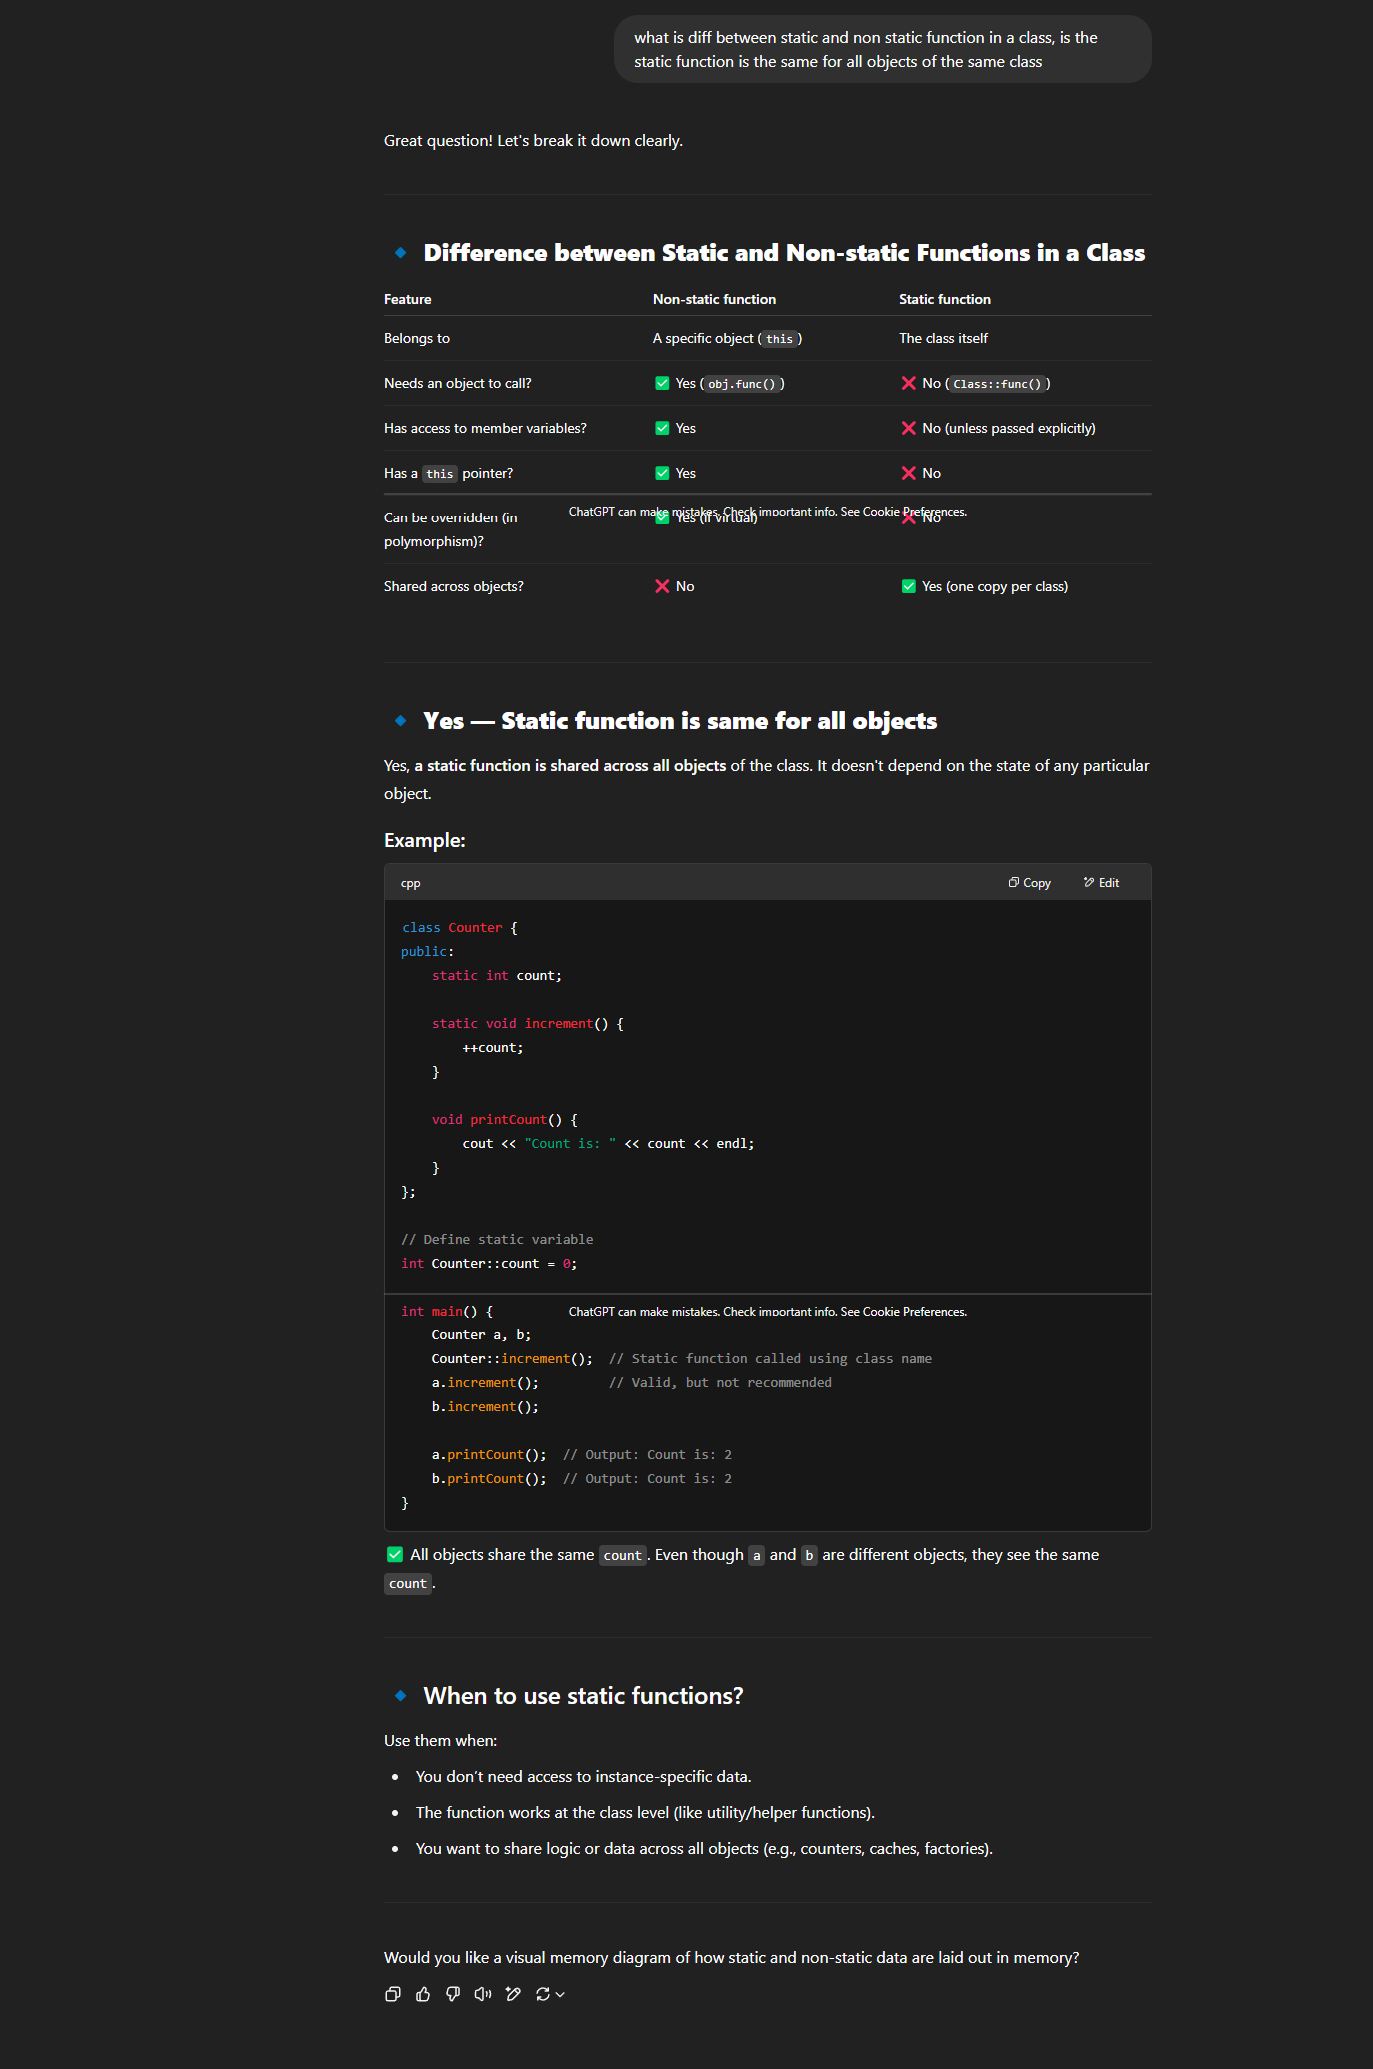 what is diff between static and non static function in a class, is the
static function is the same for all objects of the same class
Great question! Let's break it down clearly.
Difference between Static and Non-static Functions in a Class
Feature Non-static function Static function
Belongs to A specific object (this) The class itself
Needs an object to call? ✅ Yes (obj.func()) ❌ No (Class::func())
Has access to member variables? ✅ Yes ❌ No (unless passed explicitly)
Has a this pointer? ✅ Yes ❌ No
ChatGPT can make mistakes. Check important info. See Cookie Preferences.
Can be overridden (in ✅ Yes (if virtual) ❌ No
polymorphism)?
Shared across objects? ❌ No ✅ Yes (one copy per class)
Yes — Static function is same for all objects
Yes, a static function is shared across all objects of the class. It doesn't depend on the state of any particular
object.
Example:
cpp Copy Edit
class Counter {
public:
    static int count;
    static void increment() {
        ++count;
    }
    void printCount() {
        cout << "Count is: " << count << endl;
    }
};
// Define static variable
int Counter::count = 0;
int main() {
ChatGPT can make mistakes. Check important info. See Cookie Preferences.
    Counter a, b;
    Counter::increment();  // Static function called using class name
    a.increment();         // Valid, but not recommended
    b.increment();
    a.printCount();  // Output: Count is: 2
    b.printCount();  // Output: Count is: 2
}
✅ All objects share the same count. Even though a and b are different objects, they see the same
count.
When to use static functions?
Use them when:
• You don't need access to instance-specific data.
• The function works at the class level (like utility/helper functions).
• You want to share logic or data across all objects (e.g., counters, caches, factories).
Would you like a visual memory diagram of how static and non-static data are laid out in memory?